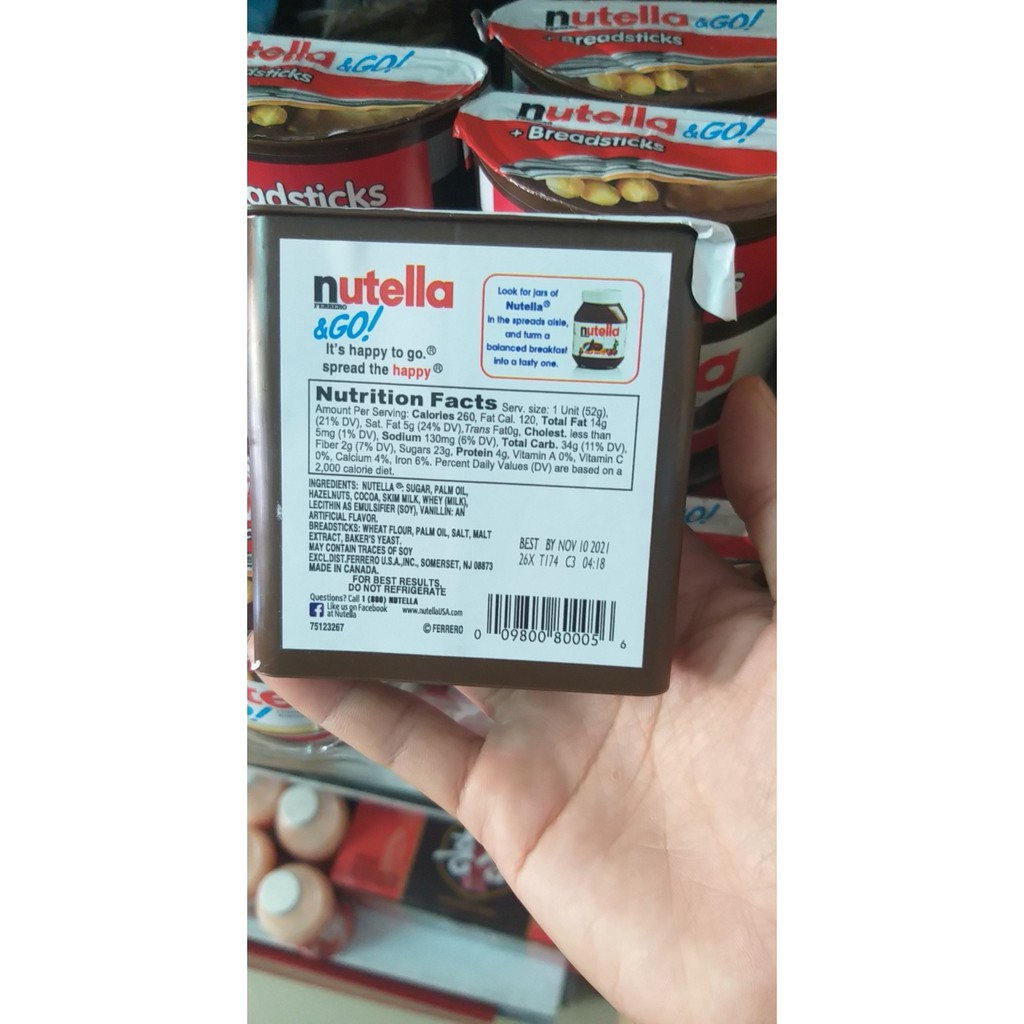 nutella &GO!
+ Breadsticks
tella &GO!
dsticks
nutella &GO!
+ Breadsticks
adsticks
nutella
FERRERO
&GO!
It's happy to go.®
spread the happy®
Look for jars of
Nutella®
in the spreads aisle,
and turn a
balanced breakfast
into a tasty one.
nutella
Nutrition Facts Serv. size: 1 Unit (52g),
Amount Per Serving: Calories 260, Fat Cal. 120, Total Fat 14g
(21% DV), Sat. Fat 5g (24% DV), Trans Fat0g, Cholest. less than
5mg (1% DV), Sodium 130mg (6% DV), Total Carb. 34g (11% DV),
Fiber 2g (7% DV), Sugars 23g, Protein 4g, Vitamin A 0%, Vitamin C
0%, Calcium 4%, Iron 6%. Percent Daily Values (DV) are based on a
2,000 calorie diet.
INGREDIENTS: NUTELLA®: SUGAR, PALM OIL,
HAZELNUTS, COCOA, SKIM MILK, WHEY (MILK),
LECITHIN AS EMULSIFIER (SOY), VANILLIN: AN
ARTIFICIAL FLAVOR.
BREADSTICKS: WHEAT FLOUR, PALM OIL, SALT, MALT
EXTRACT, BAKER'S YEAST.
MAY CONTAIN TRACES OF SOY
EXCL.DIST.FERRERO U.S.A.,INC., SOMERSET, NJ 08873
MADE IN CANADA.
FOR BEST RESULTS,
DO NOT REFRIGERATE
BEST BY NOV 10 2021
26X T174 C3 04:18
Questions? Call 1 (800) NUTELLA
Like us on Facebook
at Nutella
www.nutellaUSA.com
75123267
© FERRERO
0 09800 80005 6